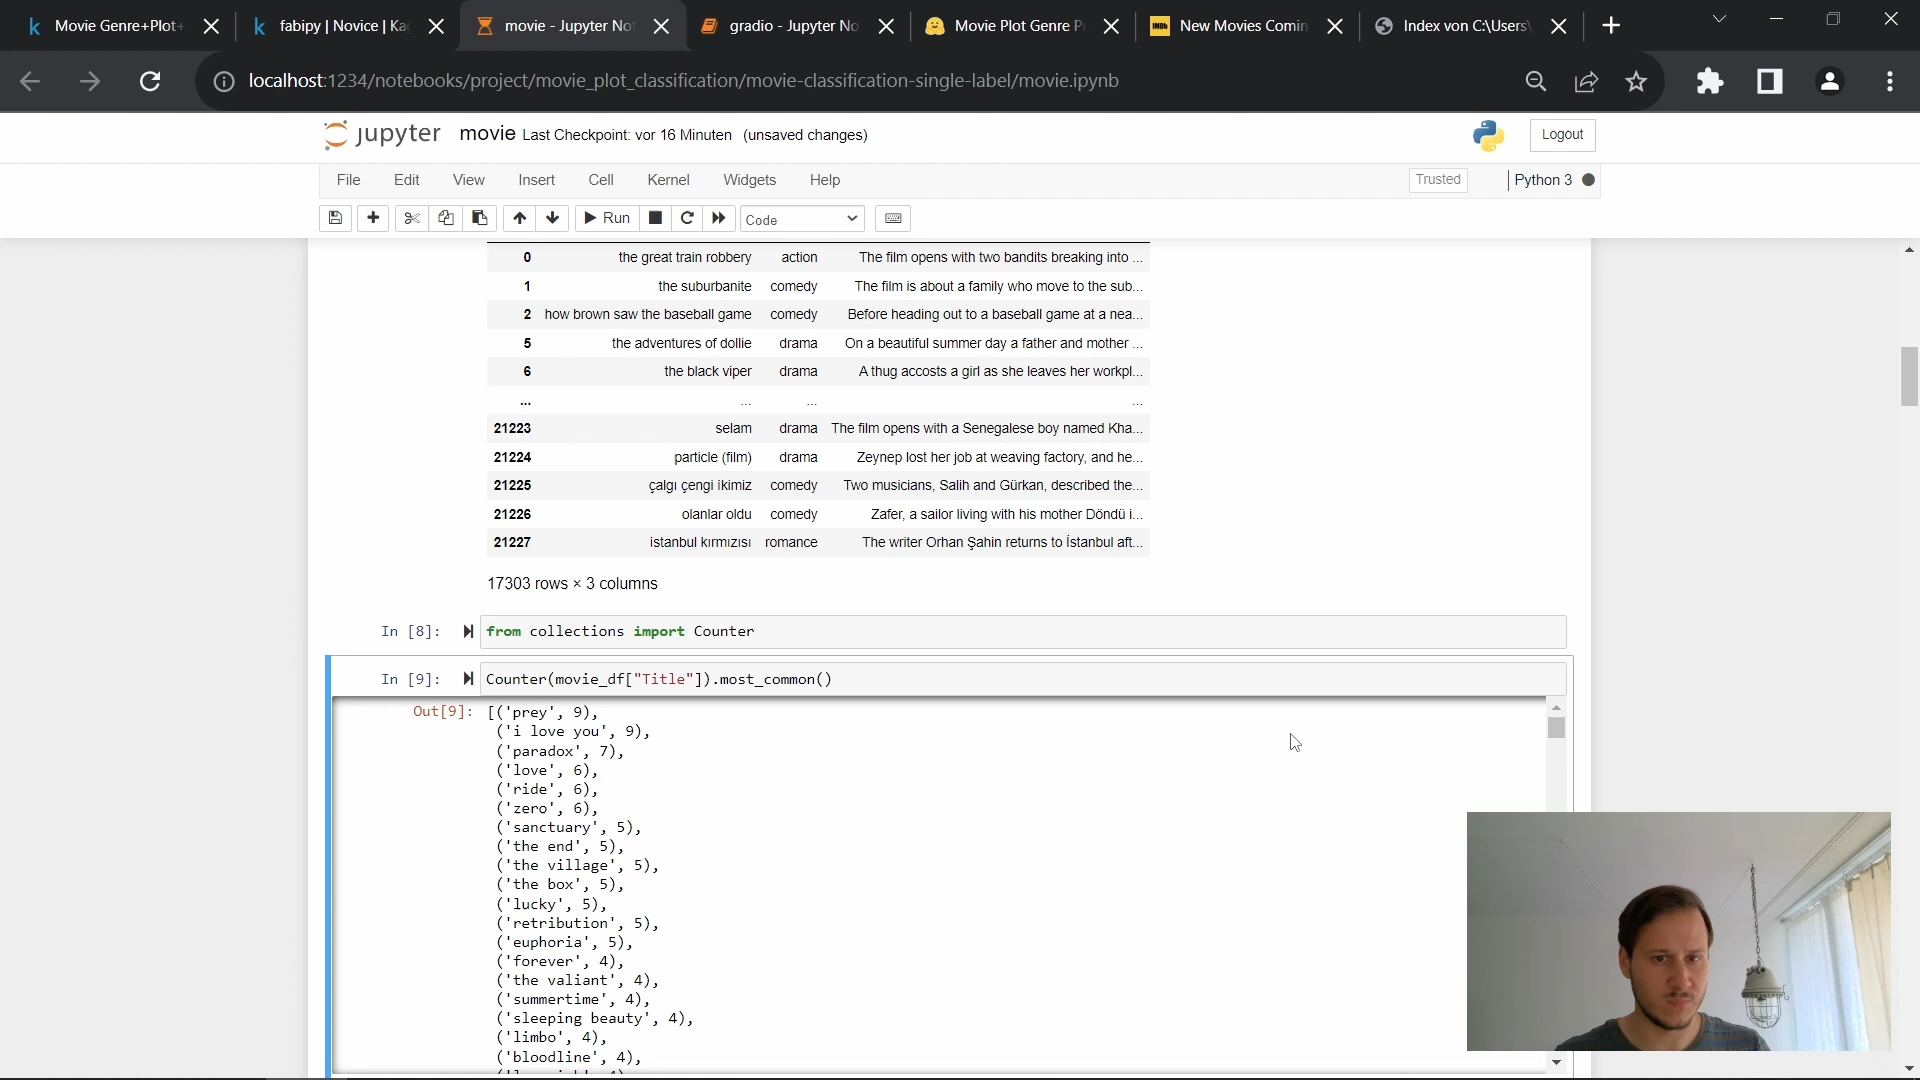 Movie Genre+Plot
fabipy | Novice | Ka
movie - Jupyter No
gradio - Jupyter No
Movie Plot Genre P
IMDb New Movies Comin
Index von C:\Users\
localhost:1234/notebooks/project/movie_plot_classification/movie-classification-single-label/movie.ipynb
jupyter movie Last Checkpoint: vor 16 Minuten (unsaved changes)
Logout
File Edit View Insert Cell Kernel Widgets Help
Trusted
Python 3
Run
Code
0 the great train robbery action The film opens with two bandits breaking into ...
1 the suburbanite comedy The film is about a family who move to the sub...
2 how brown saw the baseball game comedy Before heading out to a baseball game at a nea...
5 the adventures of dollie drama On a beautiful summer day a father and mother ...
6 the black viper drama A thug accosts a girl as she leaves her workpl...
... ... ... ...
21223 selam drama The film opens with a Senegalese boy named Kha...
21224 particle (film) drama Zeynep lost her job at weaving factory, and he...
21225 çalgı çengi ikimiz comedy Two musicians, Salih and Gürkan, described the...
21226 olanlar oldu comedy Zafer, a sailor living with his mother Döndü i...
21227 istanbul kırmızısı romance The writer Orhan Şahin returns to İstanbul aft...
17303 rows × 3 columns
In [8]: from collections import Counter
In [9]: Counter(movie_df["Title"]).most_common()
Out[9]: [('prey', 9),
('i love you', 9),
('paradox', 7),
('love', 6),
('ride', 6),
('zero', 6),
('sanctuary', 5),
('the end', 5),
('the village', 5),
('the box', 5),
('lucky', 5),
('retribution', 5),
('euphoria', 5),
('forever', 4),
('the valiant', 4),
('summertime', 4),
('sleeping beauty', 4),
('limbo', 4),
('bloodline', 4),